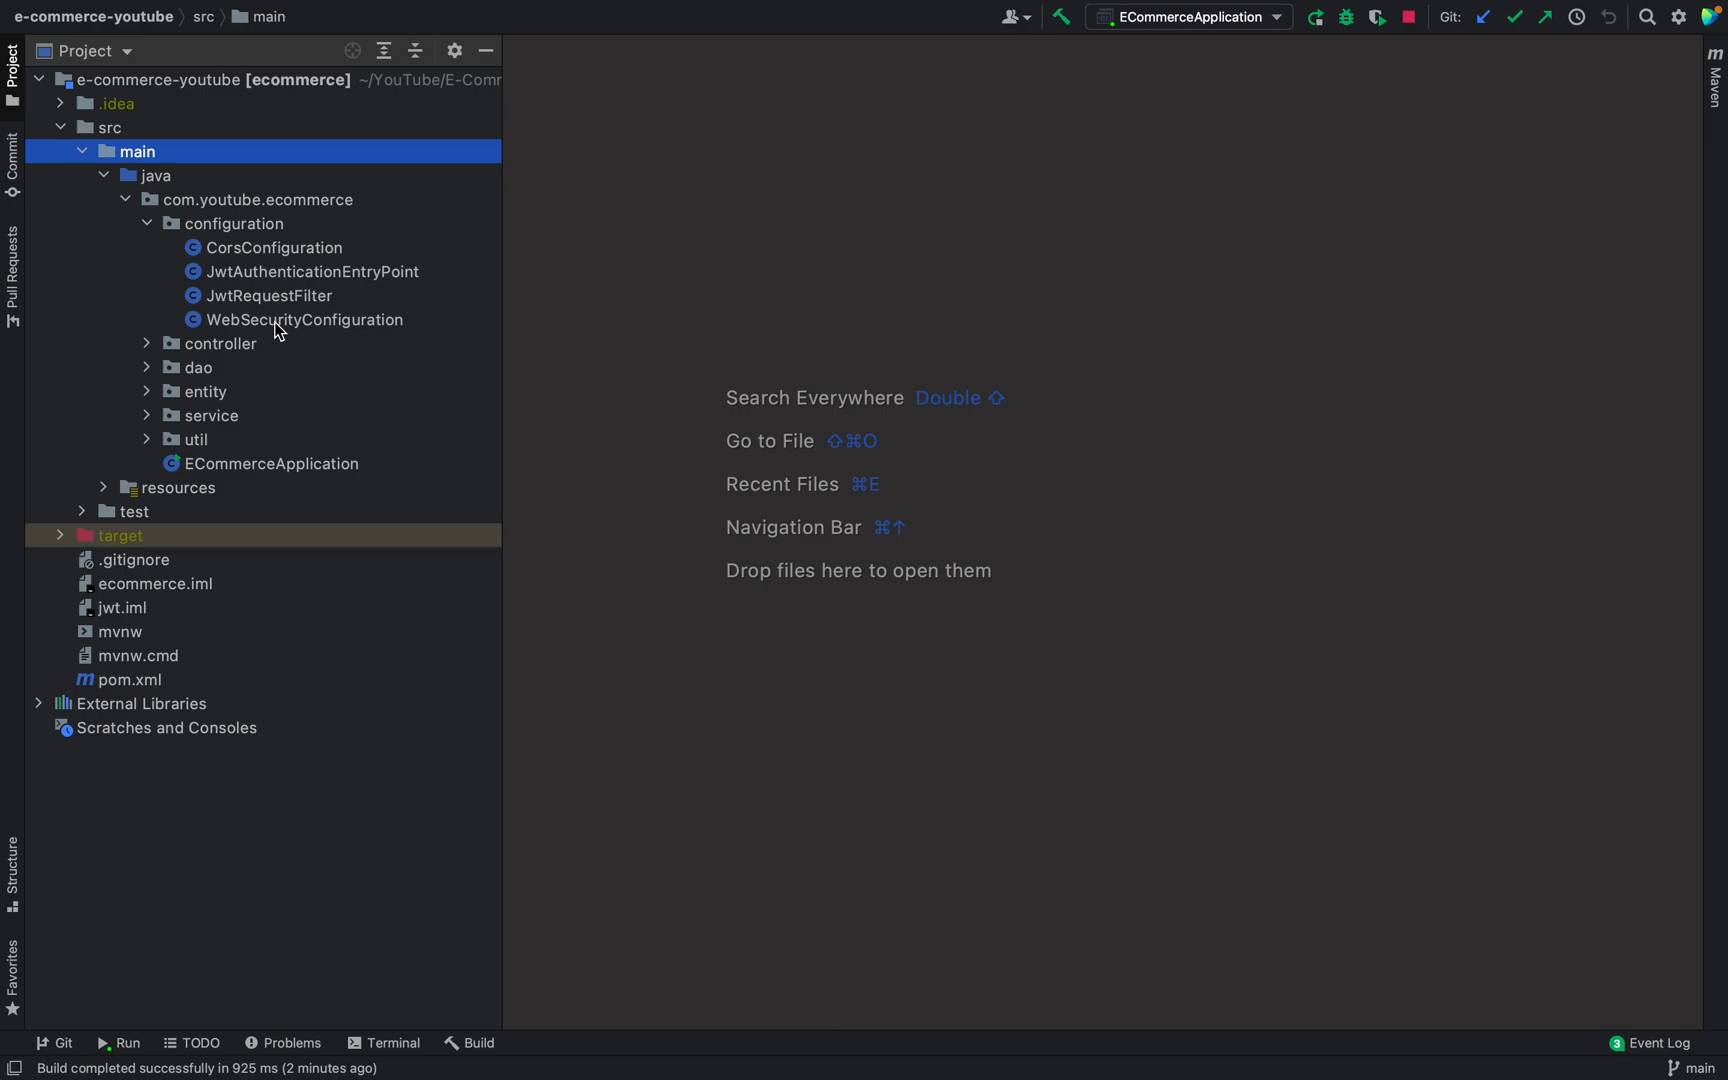 e-commerce-youtube src main
ECommerceApplication
Git:
Project
Commit
Pull Requests
Structure
Favorites
Project
e-commerce-youtube [ecommerce] ~/YouTube/E-Comm
.idea
src
main
java
com.youtube.ecommerce
configuration
CorsConfiguration
JwtAuthenticationEntryPoint
JwtRequestFilter
WebSecurityConfiguration
controller
dao
entity
service
util
ECommerceApplication
resources
test
target
.gitignore
ecommerce.iml
jwt.iml
mvnw
mvnw.cmd
pom.xml
External Libraries
Scratches and Consoles
Search Everywhere Double ⇧
Go to File ⇧⌘O
Recent Files ⌘E
Navigation Bar ⌘↑
Drop files here to open them
m Maven
Git Run TODO Problems Terminal Build
3 Event Log
Build completed successfully in 925 ms (2 minutes ago)
main